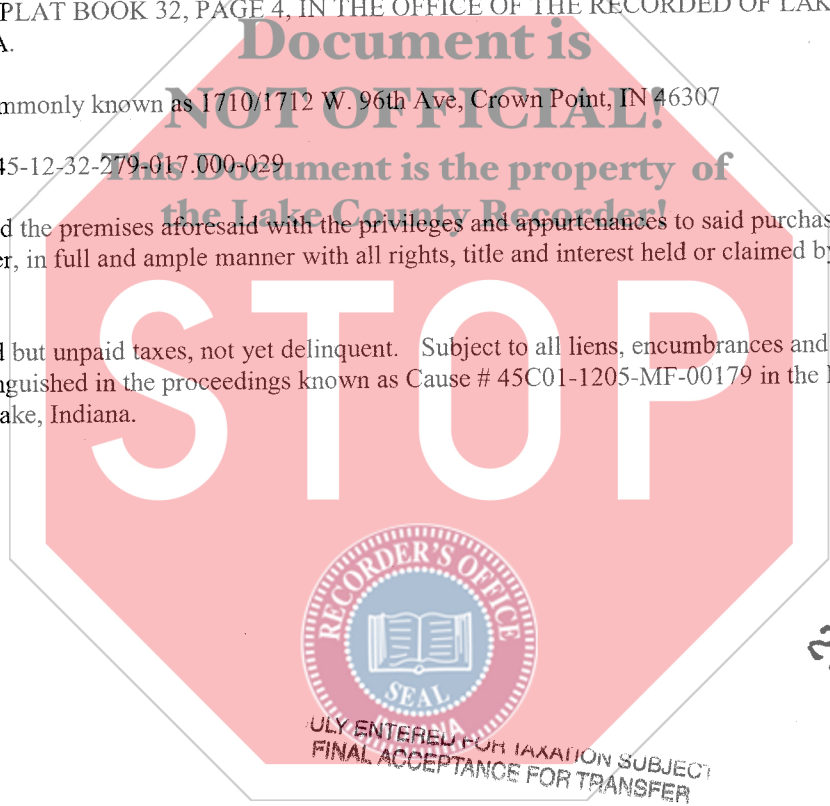 PLAT BOOK 32, PAGE 4, IN THE OFFICE OF THE RECORDED OF LAK
A.
Document is
mmonly known as 1710/1712 W. 96th Ave, Crown Point, IN 46307
NOT OFFICIAL!
45-12-32-279-017.000-029
This Document is the property of
the Lake County Recorder!
d the premises aforesaid with the privileges and appurtenances to said purchas
er, in full and ample manner with all rights, title and interest held or claimed by
STOP
l but unpaid taxes, not yet delinquent. Subject to all liens, encumbrances and
nguished in the proceedings known as Cause # 45C01-1205-MF-00179 in the
ake, Indiana.
RECORDER'S OFFICE
SEAL
INDIANA
ULY ENTERED FOR TAXATION SUBJECT
FINAL ACCEPTANCE FOR TRANSFER